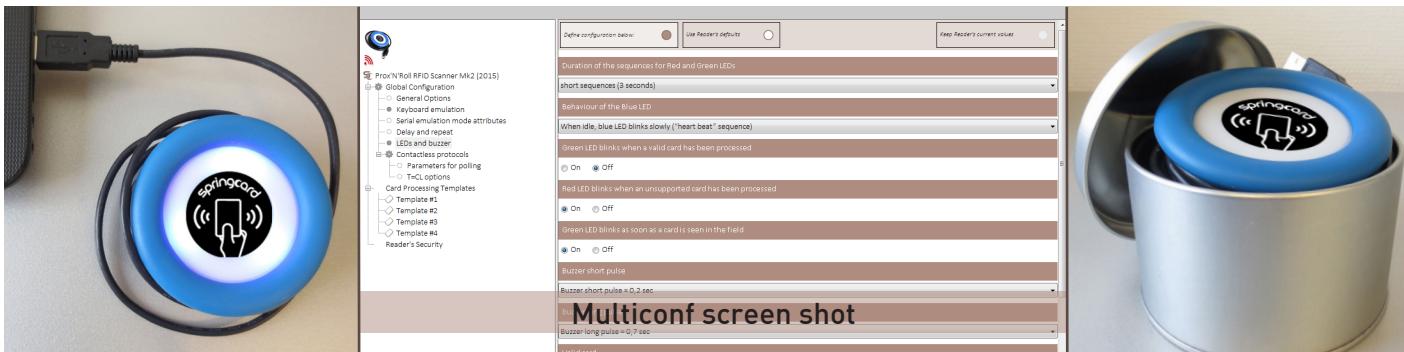 springcard
Prox'N'Roll RFID Scanner Mk2 (2015)
Global Configuration
General Options
Keyboard emulation
Serial emulation mode attributes
Delay and repeat
LEDs and buzzer
Contactless protocols
Parameters for polling
T=CL options
Card Processing Templates
Template #1
Template #2
Template #3
Template #4
Reader's Security
Define configuration below:
Use Reader's defaults
Keep Reader's current values
Duration of the sequences for Red and Green LEDs
short sequences (3 seconds)
Behaviour of the Blue LED
When idle, blue LED blinks slowly ("heart beat" sequence)
Green LED blinks when a valid card has been processed
On Off
Red LED blinks when an unsupported card has been processed
On Off
Green LED blinks as soon as a card is seen in the field
On Off
Buzzer short pulse
Buzzer short pulse = 0,2 sec
Multiconf screen shot
Buzzer long pulse = 0,7 sec
springcard